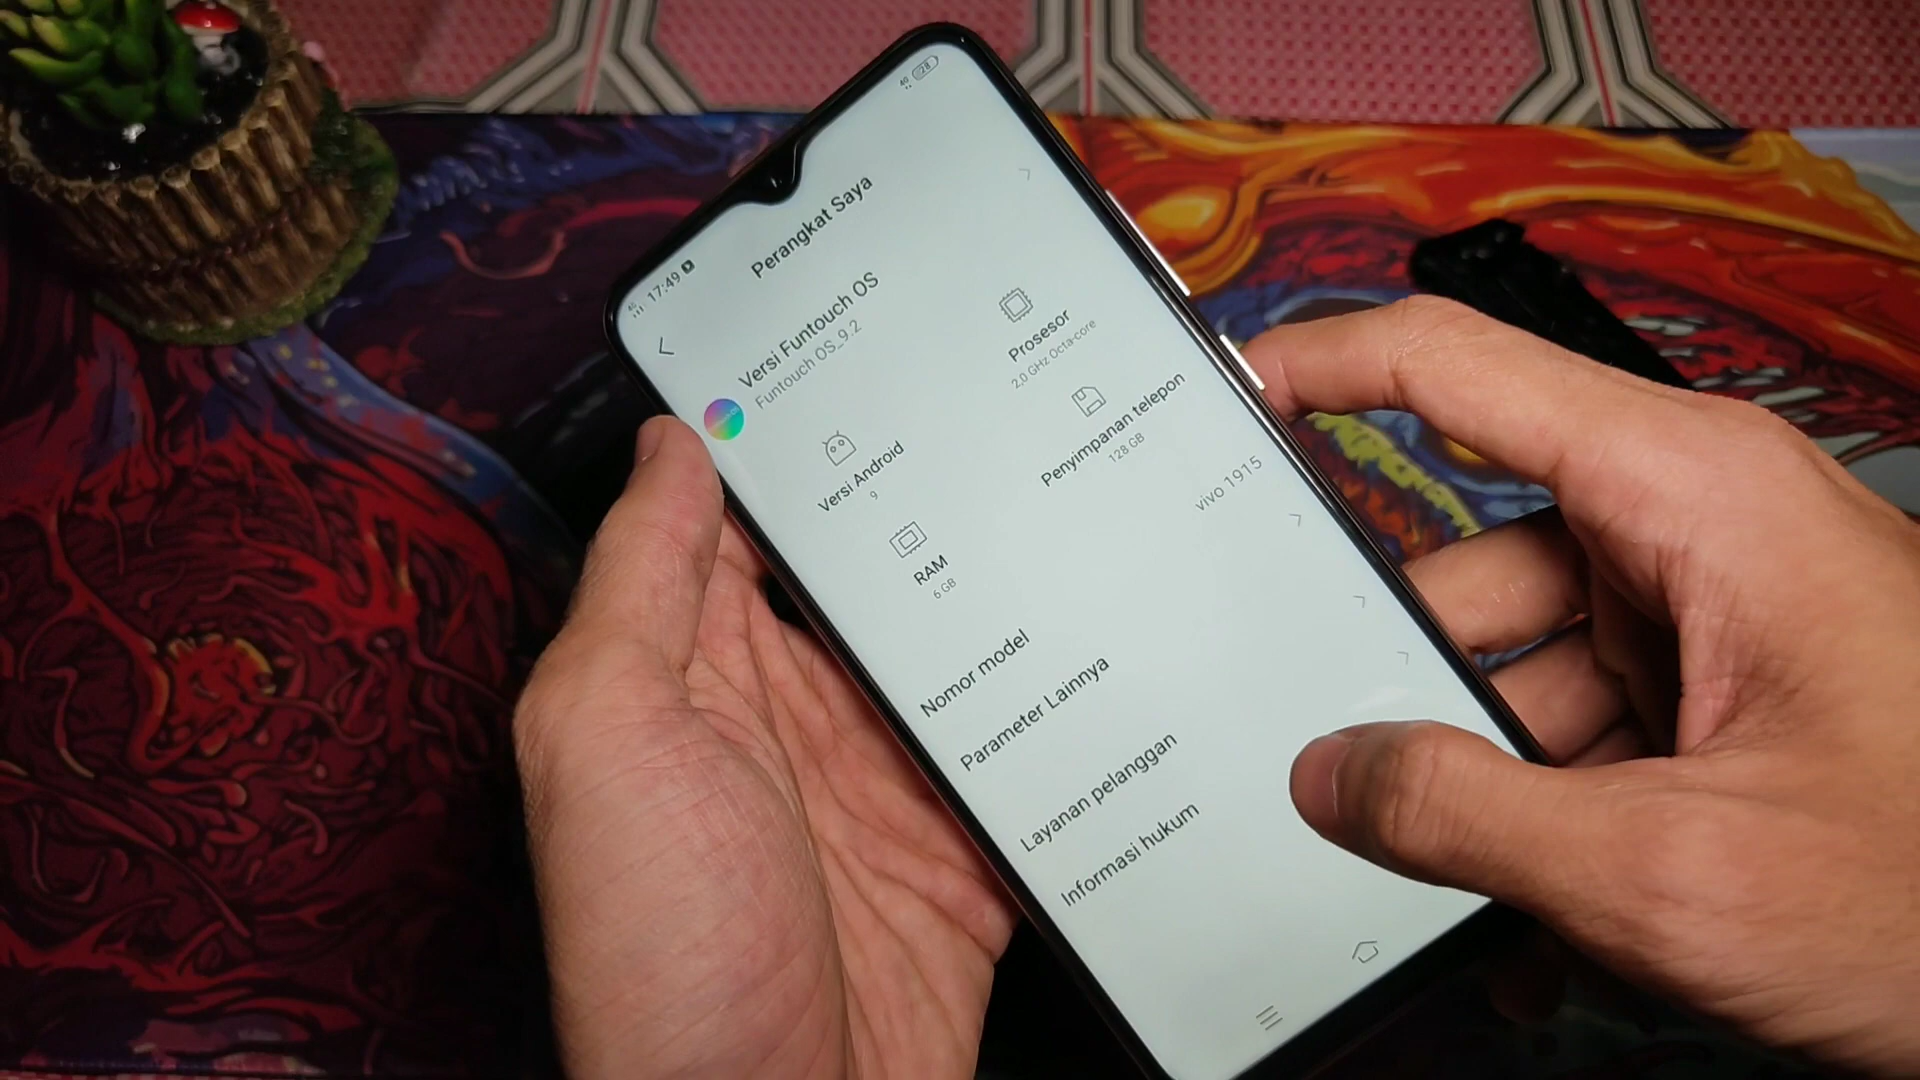 17:49
28
Perangkat Saya
Versi Funtouch OS
Funtouch OS_9.2
Versi Android
9
Prosesor
2,0 GHz Octa-core
RAM
6 GB
Penyimpanan telepon
128 GB
Nomor model
vivo 1915
Parameter Lainnya
Layanan pelanggan
Informasi hukum